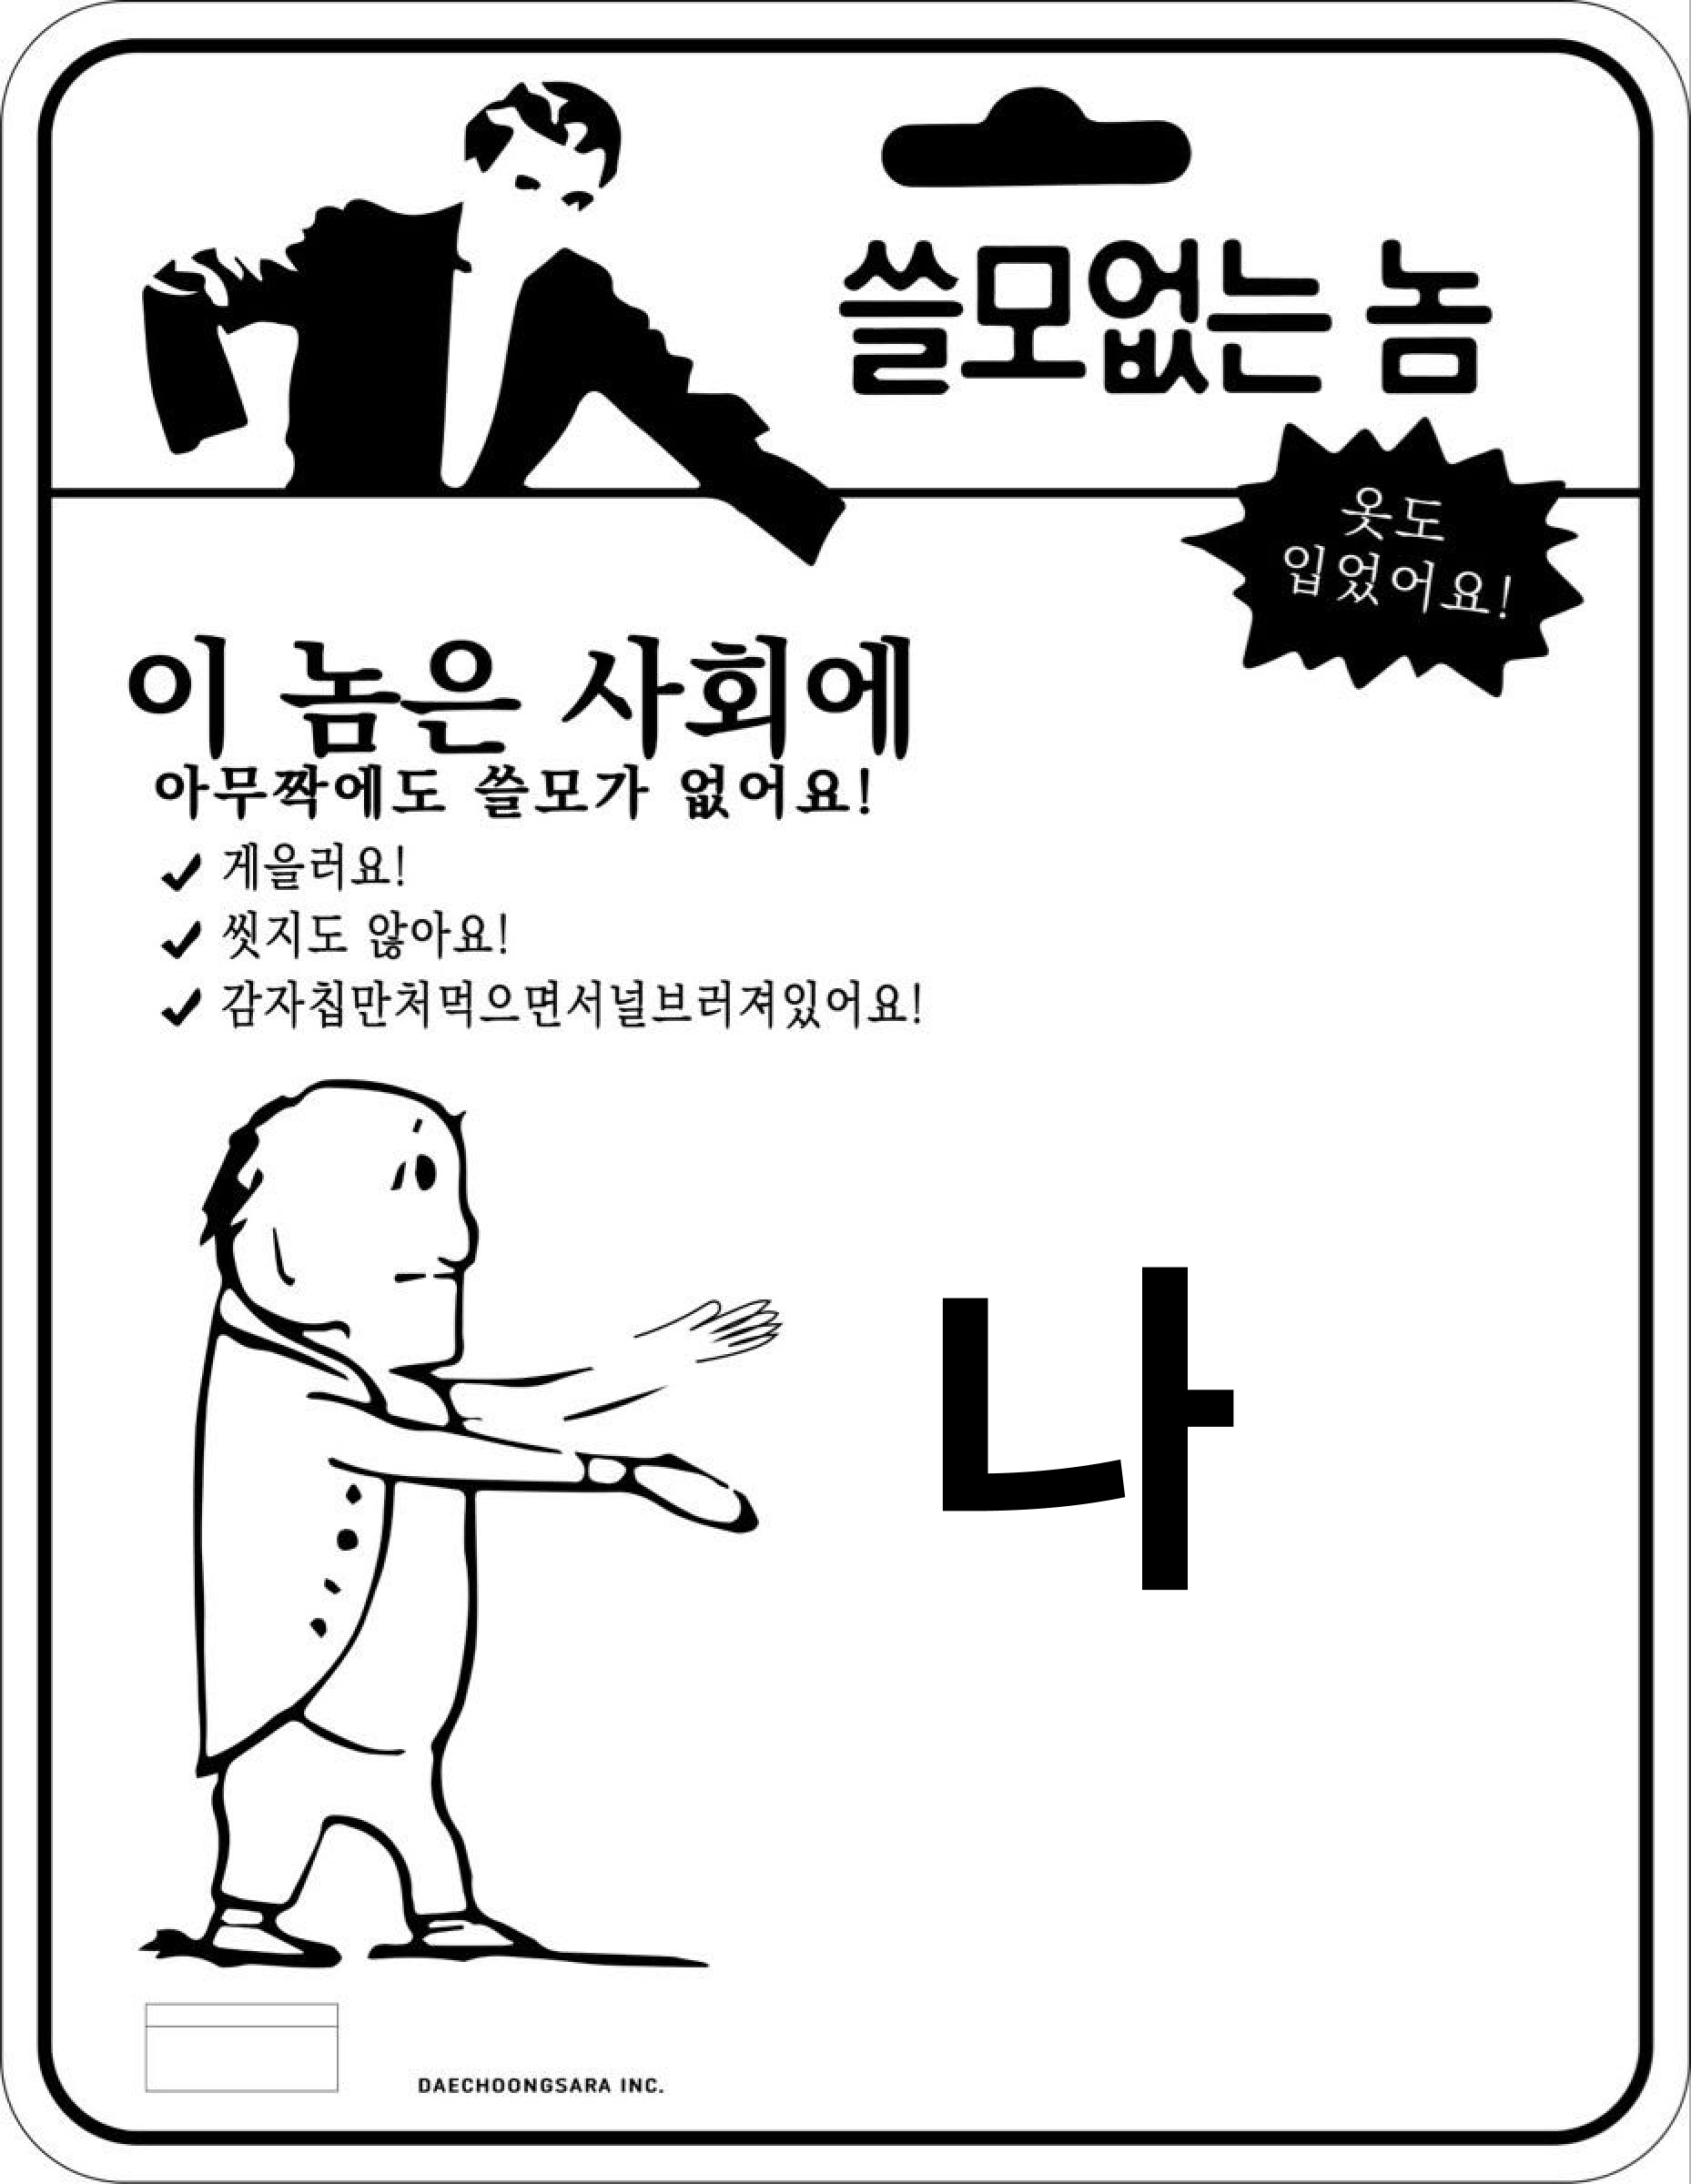 쓸모없는 놈
옷도
입었어요!
이 놈은 사회에
아무짝에도 쓸모가 없어요!
게을러요!
씻지도 않아요!
감자칩만처먹으면서널브러져있어요!
나
DAECHOONGSARA INC.